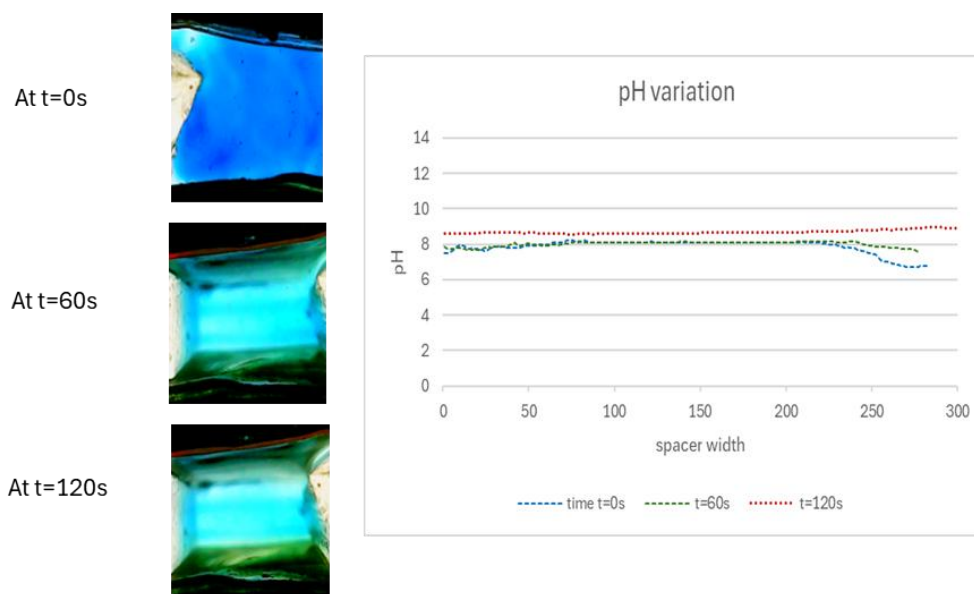 At t=0s
At t=60s
At t=120s
pH variation
14
12
10
8
6
4
2
0
pH
0 50 100 150 200 250 300
spacer width
time t=0s t=60s t=120s